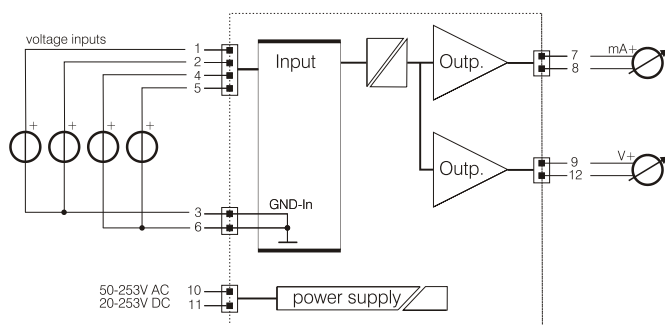 voltage inputs
1
2
4
5
+
+
+
+
3
6
Input
GND-In
Outp.
Outp.
7
8
mA+
9
12
V+
50-253V AC
20-253V DC
10
11
power supply